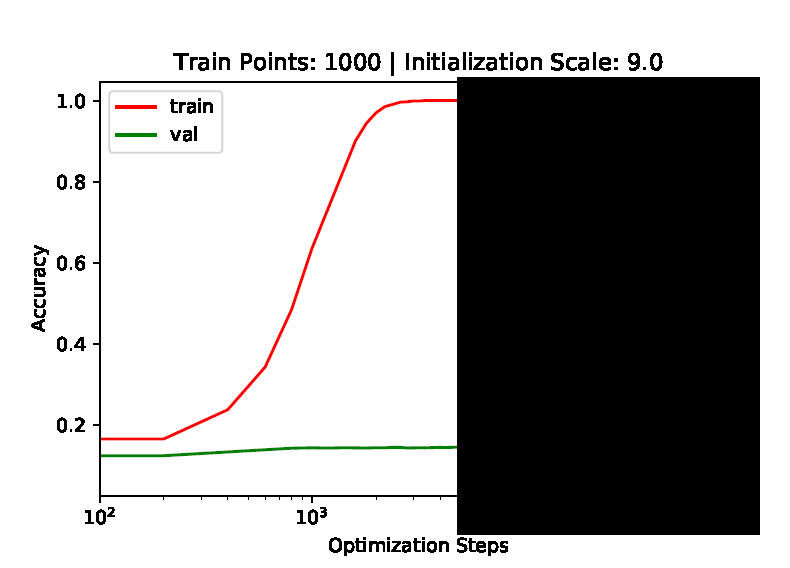 Train Points: 1000 | Initialization Scale: 9.0
train
val
1.0
0.8
0.6
0.4
0.2
Accuracy
10²
10³
Optimization Steps